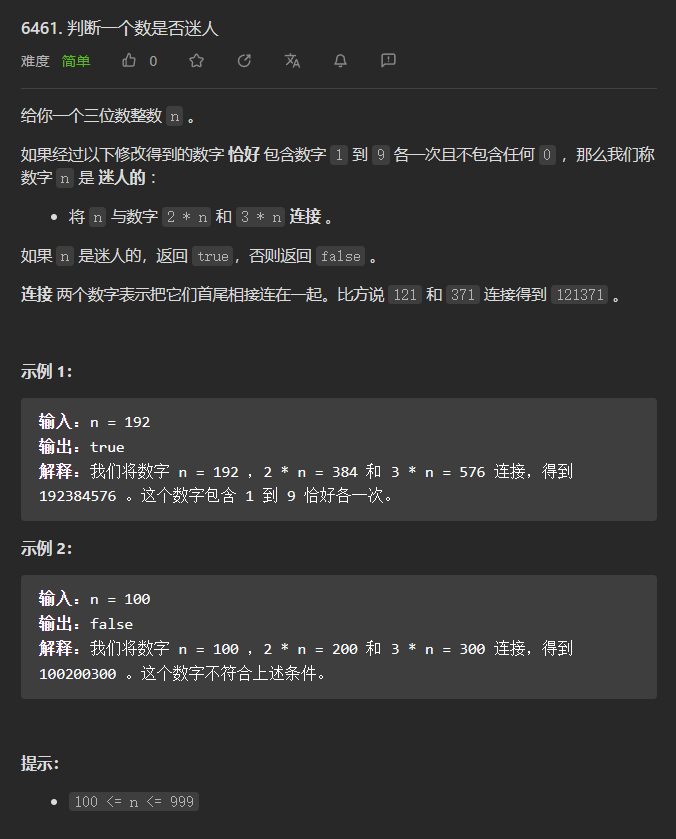 6461. 判断一个数是否迷人
难度 简单 0
给你一个三位数整数 n 。
如果经过以下修改得到的数字 恰好 包含数字 1 到 9 各一次且不包含任何 0 ，那么我们称
数字 n 是 迷人的 ：
• 将 n 与数字 2 * n 和 3 * n 连接 。
如果 n 是迷人的，返回 true，否则返回 false 。
连接 两个数字表示把它们首尾相接连在一起。比方说 121 和 371 连接得到 121371 。
示例 1：
输入：n = 192
输出：true
解释：我们将数字 n = 192 ，2 * n = 384 和 3 * n = 576 连接，得到
192384576 。这个数字包含 1 到 9 恰好各一次。
示例 2：
输入：n = 100
输出：false
解释：我们将数字 n = 100 ，2 * n = 200 和 3 * n = 300 连接，得到
100200300 。这个数字不符合上述条件。
提示：
• 100 <= n <= 999